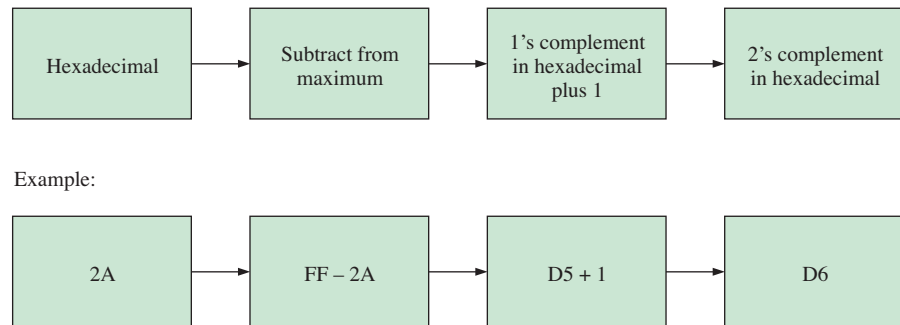 Hexadecimal
Subtract from
maximum
1's complement
in hexadecimal
plus 1
2's complement
in hexadecimal
Example:
2A
FF – 2A
D5 + 1
D6